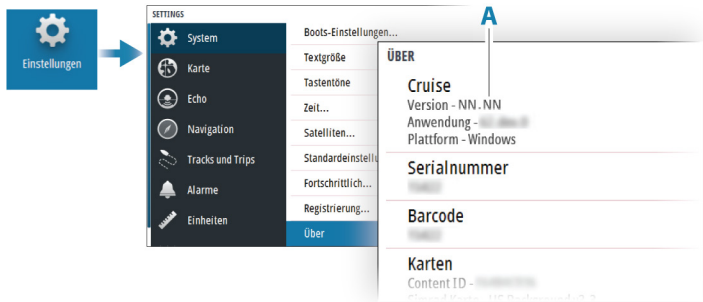 SETTINGS
A
Einstellungen
System
Karte
Echo
Navigation
Tracks und Trips
Alarme
Einheiten
Boots-Einstellungen...
Textgröße
Tastentöne
Zeit...
Satelliten...
Standardeinstellu
Fortschrittlich...
Registrierung...
Über
ÜBER
Cruise
Version - NN.NN
Anwendung -
Plattform - Windows
Serialnummer
Barcode
Karten
Content ID -